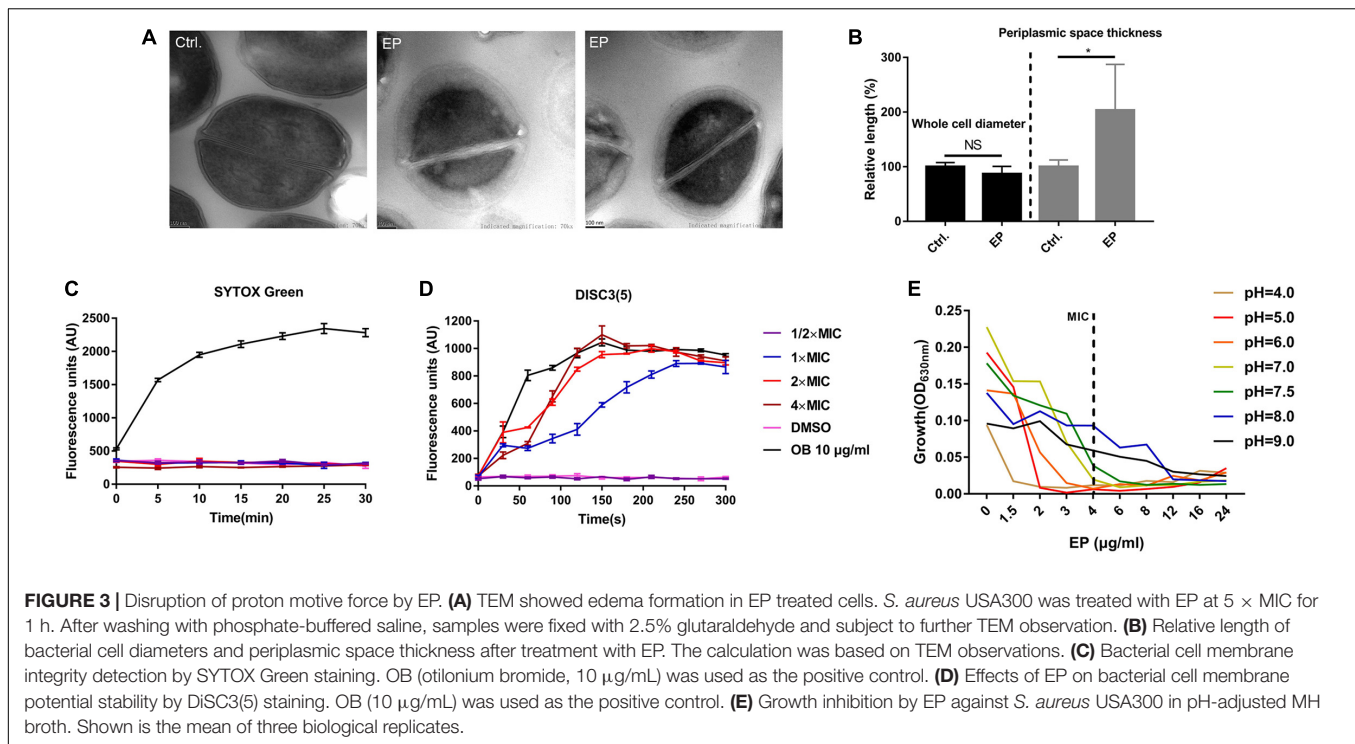 A
Ctrl.
EP
EP
Indicated magnification: 70kx
100 nm
B
Periplasmic space thickness
*
Whole cell diameter
NS
Relative length (%)
300
200
100
0
Ctrl.
EP
Ctrl.
EP
C
SYTOX Green
Fluorescence units (AU)
2500
2000
1500
1000
500
0
0 5 10 15 20 25 30
Time(min)
D
DISC3(5)
Fluorescence units (AU)
1200
1000
800
600
400
200
0
0 50 100 150 200 250 300
Time(s)
1/2×MIC
1×MIC
2×MIC
4×MIC
DMSO
OB 10 μg/ml
E
MIC
Growth(OD630nm)
0.25
0.20
0.15
0.10
0.05
0.00
0 1.5 2 3 4 6 8 12 16 24
EP (μg/ml)
pH=4.0
pH=5.0
pH=6.0
pH=7.0
pH=7.5
pH=8.0
pH=9.0
FIGURE 3 | Disruption of proton motive force by EP. (A) TEM showed edema formation in EP treated cells. S. aureus USA300 was treated with EP at 5 × MIC for
1 h. After washing with phosphate-buffered saline, samples were fixed with 2.5% glutaraldehyde and subject to further TEM observation. (B) Relative length of
bacterial cell diameters and periplasmic space thickness after treatment with EP. The calculation was based on TEM observations. (C) Bacterial cell membrane
integrity detection by SYTOX Green staining. OB (otilonium bromide, 10 μg/mL) was used as the positive control. (D) Effects of EP on bacterial cell membrane
potential stability by DiSC3(5) staining. OB (10 μg/mL) was used as the positive control. (E) Growth inhibition by EP against S. aureus USA300 in pH-adjusted MH
broth. Shown is the mean of three biological replicates.